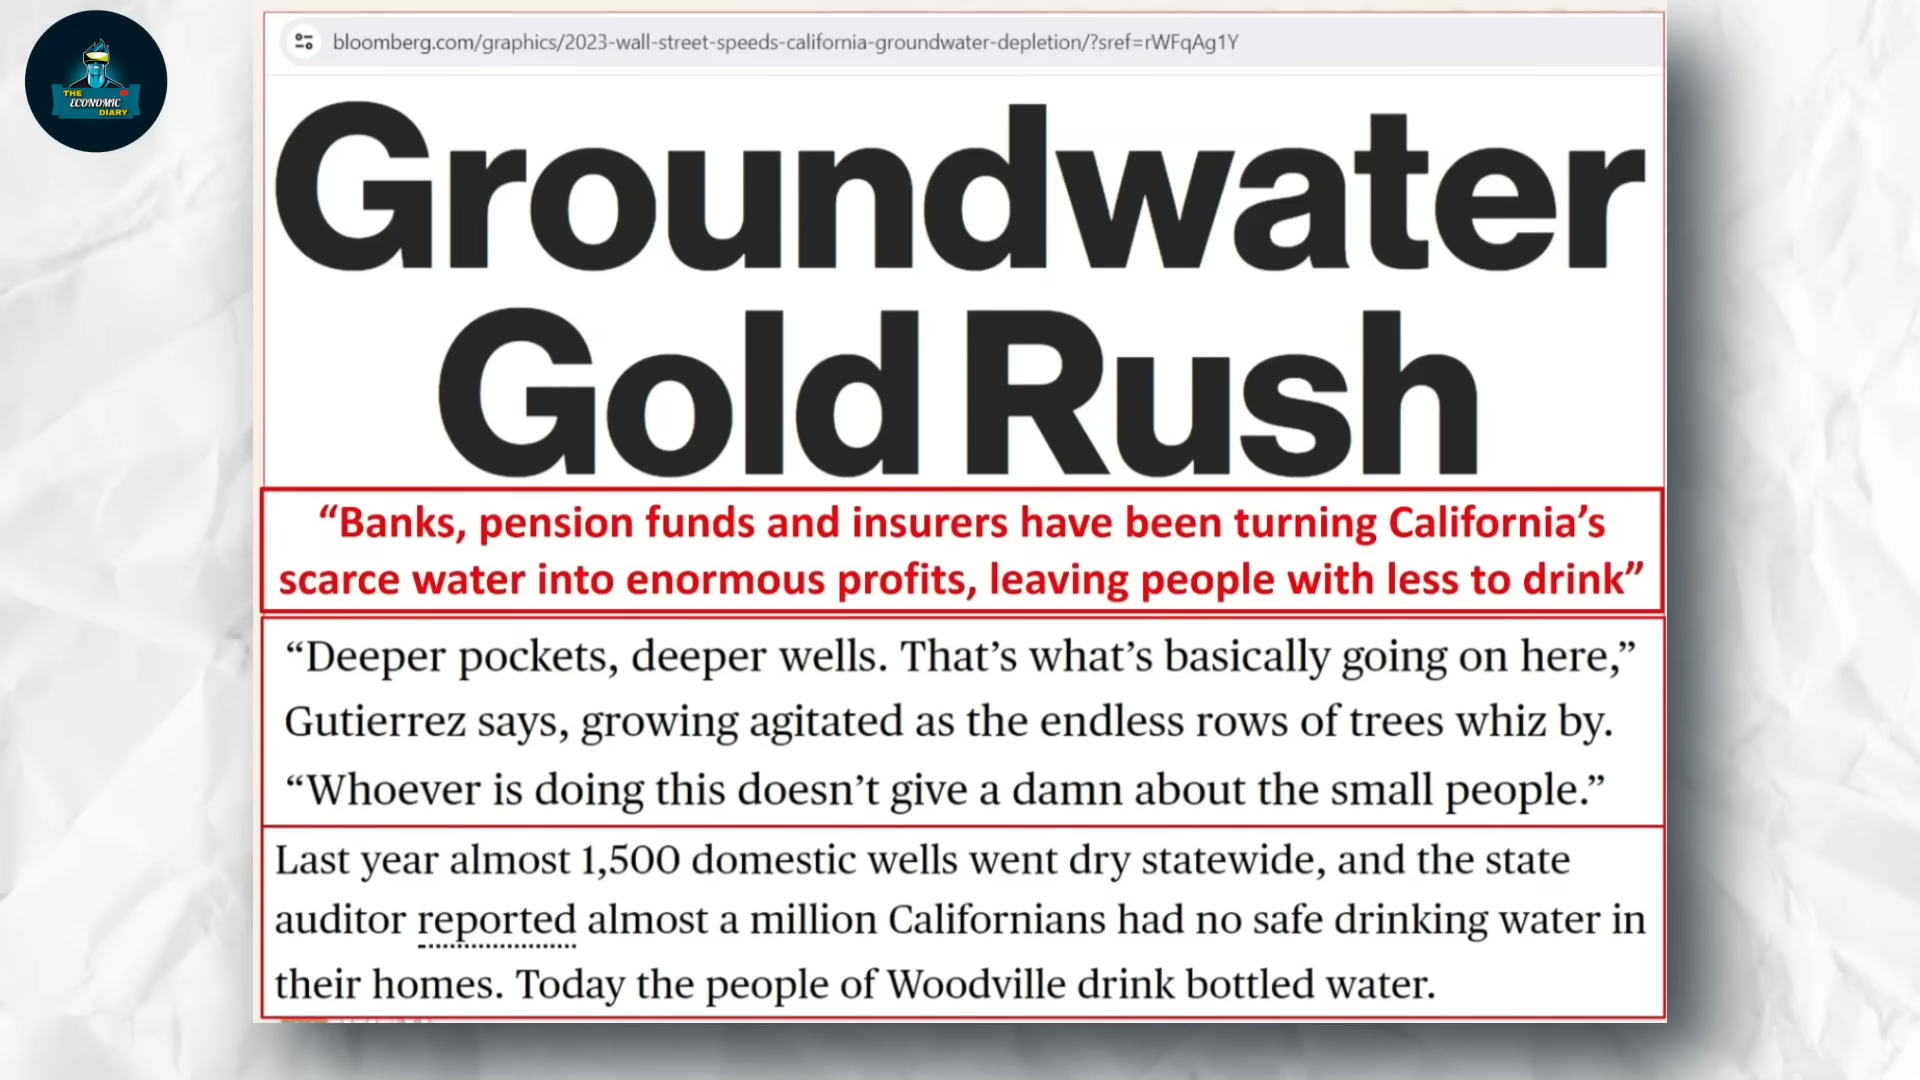 THE
ECONOMIC
DIARY
bloomberg.com/graphics/2023-wall-street-speeds-california-groundwater-depletion/?sref=rWFqAg1Y
Groundwater
Gold Rush
“Banks, pension funds and insurers have been turning California’s
scarce water into enormous profits, leaving people with less to drink”
“Deeper pockets, deeper wells. That’s what’s basically going on here,”
Gutierrez says, growing agitated as the endless rows of trees whiz by.
“Whoever is doing this doesn’t give a damn about the small people.”
Last year almost 1,500 domestic wells went dry statewide, and the state
auditor reported almost a million Californians had no safe drinking water in
their homes. Today the people of Woodville drink bottled water.